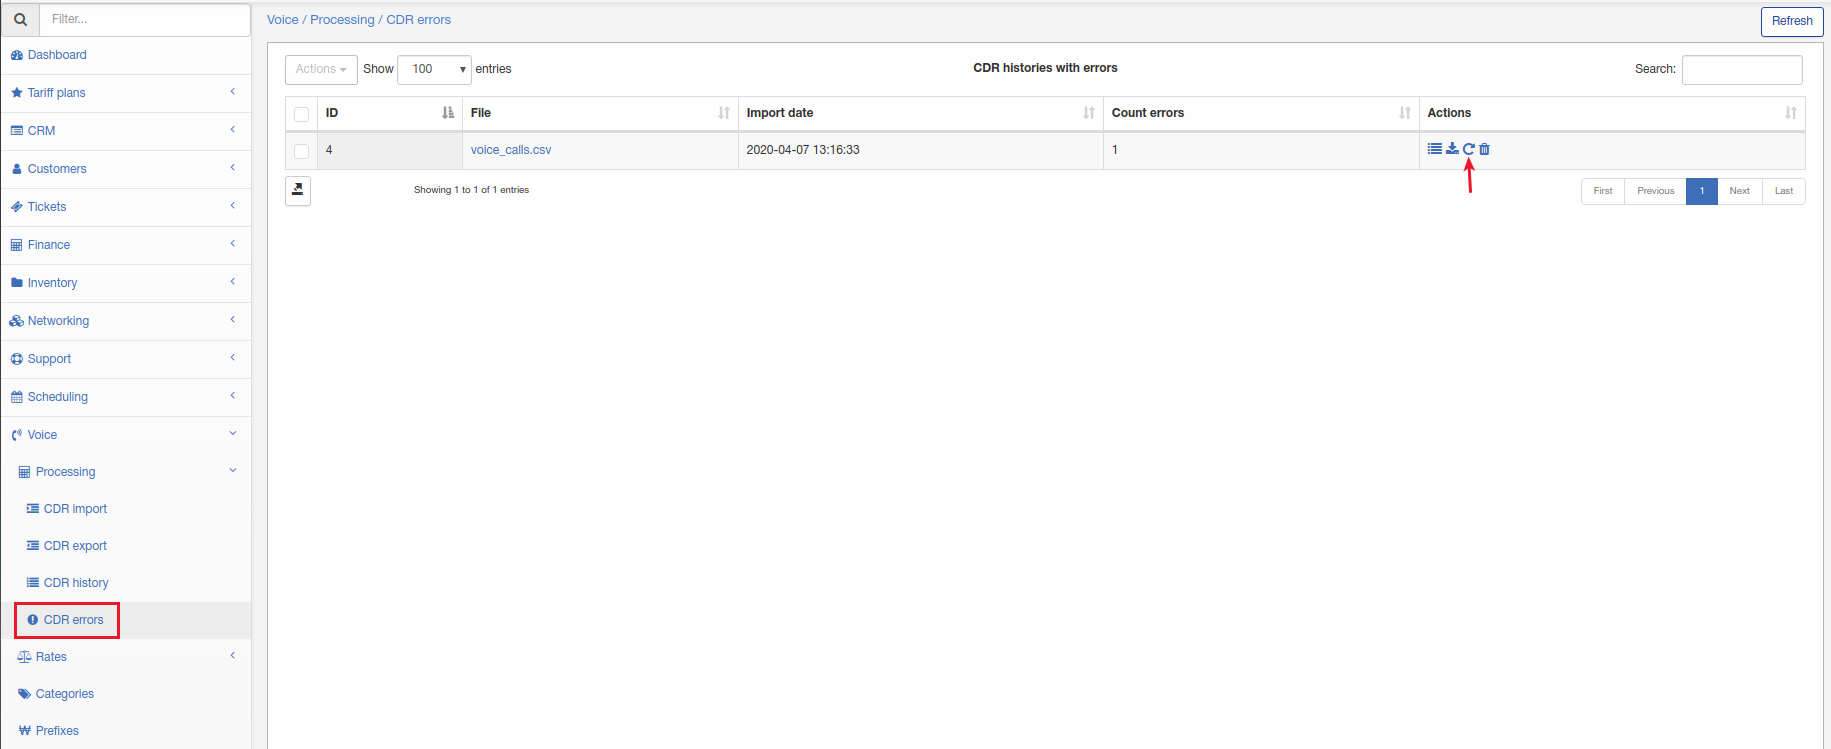 Filter...
Dashboard
Tariff plans
CRM
Customers
Tickets
Finance
Inventory
Networking
Support
Scheduling
Voice
Processing
CDR import
CDR export
CDR history
CDR errors
Rates
Categories
Prefixes
Voice / Processing / CDR errors
Refresh
Actions Show 100 entries
CDR histories with errors
Search:
ID File Import date Count errors Actions
4 voice_calls.csv 2020-04-07 13:16:33 1
Showing 1 to 1 of 1 entries
First Previous 1 Next Last